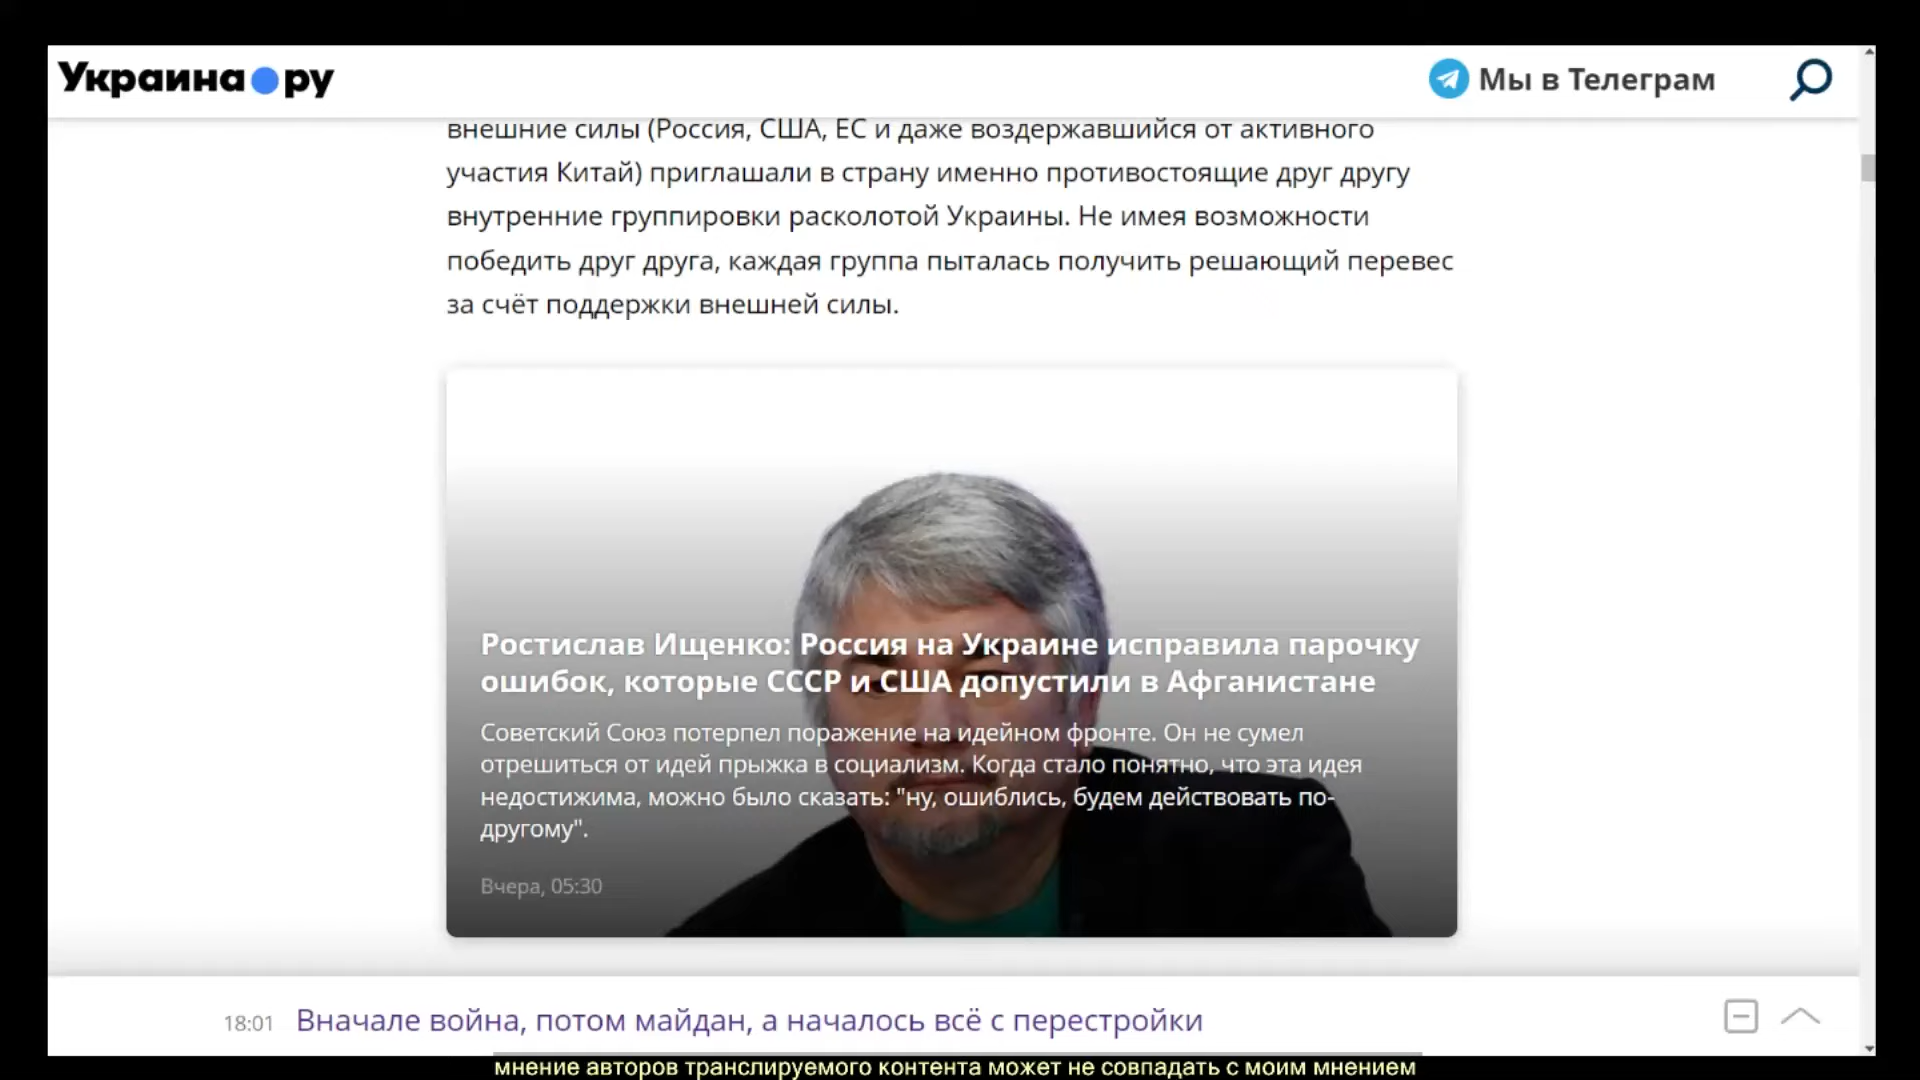 Украина ру
Мы в Телеграм
внешние силы (Россия, США, ЕС и даже воздержавшийся от активного
участия Китай) приглашали в страну именно противостоящие друг другу
внутренние группировки расколотой Украины. Не имея возможности
победить друг друга, каждая группа пыталась получить решающий перевес
за счёт поддержки внешней силы.
Ростислав Ищенко: Россия на Украине исправила парочку
ошибок, которые СССР и США допустили в Афганистане
Советский Союз потерпел поражение на идейном фронте. Он не сумел
отрешиться от идей прыжка в социализм. Когда стало понятно, что эта идея
недостижима, можно было сказать: "ну, ошиблись, будем действовать по-
другому".
Вчера, 05:30
18:01 Вначале война, потом майдан, а началось всё с перестройки
мнение авторов транслируемого контента может не совпадать с моим мнением